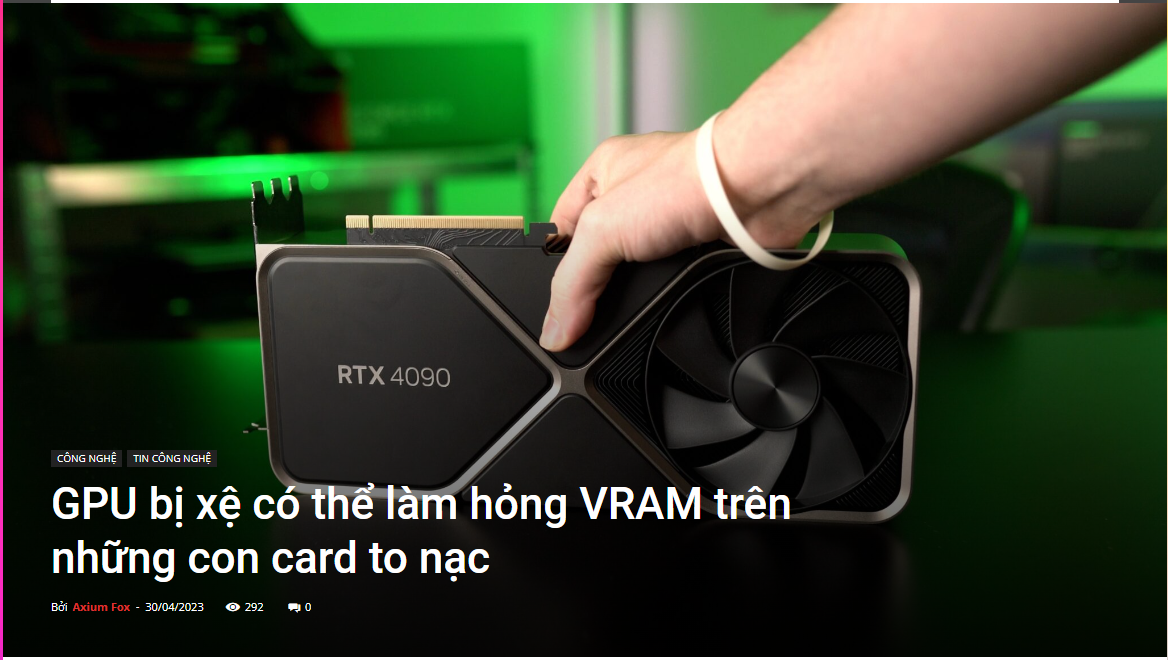 RTX 4090
CÔNG NGHỆ TIN CÔNG NGHỆ
GPU bị xệ có thể làm hỏng VRAM trên
những con card to nạc
Bởi Axium Fox - 30/04/2023 292 0